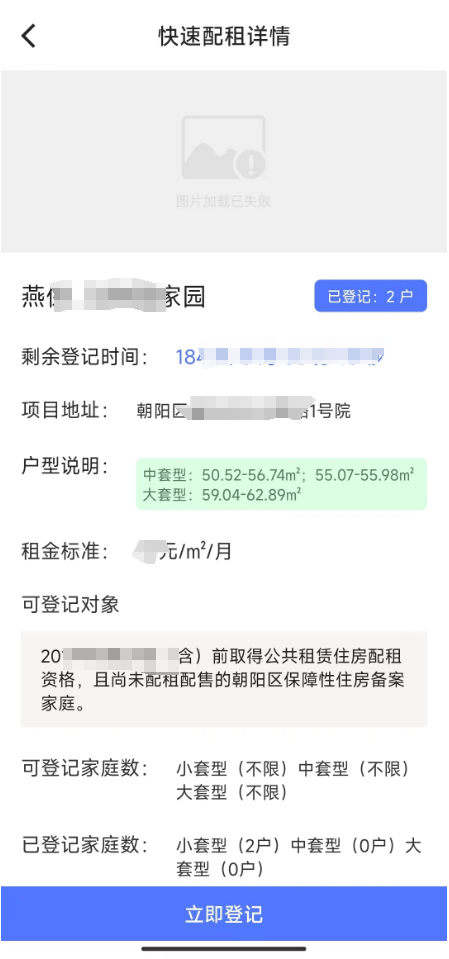 快速配租详情
图片加载已失败
燕 家园
已登记：2 户
剩余登记时间： 184
项目地址： 朝阳区 1号院
户型说明： 中套型：50.52-56.74㎡；55.07-55.98㎡
大套型：59.04-62.89㎡
租金标准： 元/㎡/月
可登记对象
201 含）前取得公共租赁住房配租
资格，且尚未配租配售的朝阳区保障性住房备案
家庭。
可登记家庭数： 小套型（不限）中套型（不限）
大套型（不限）
已登记家庭数： 小套型（2户）中套型（0户）大
套型（0户）
立即登记